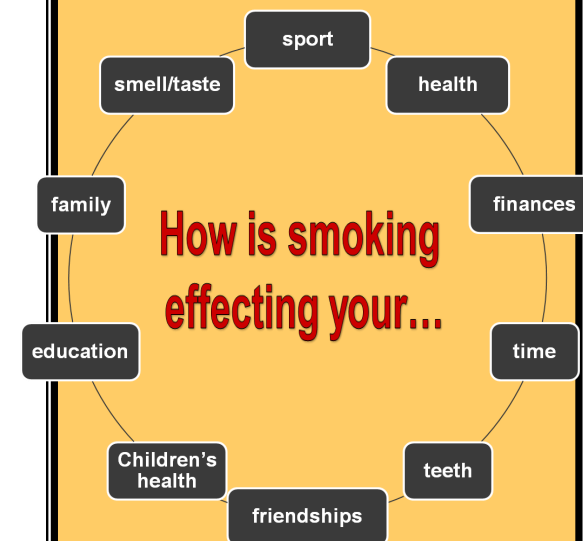 sport
smell/taste
health
family
finances
How is smoking
effecting your...
education
time
Children's
health
teeth
friendships